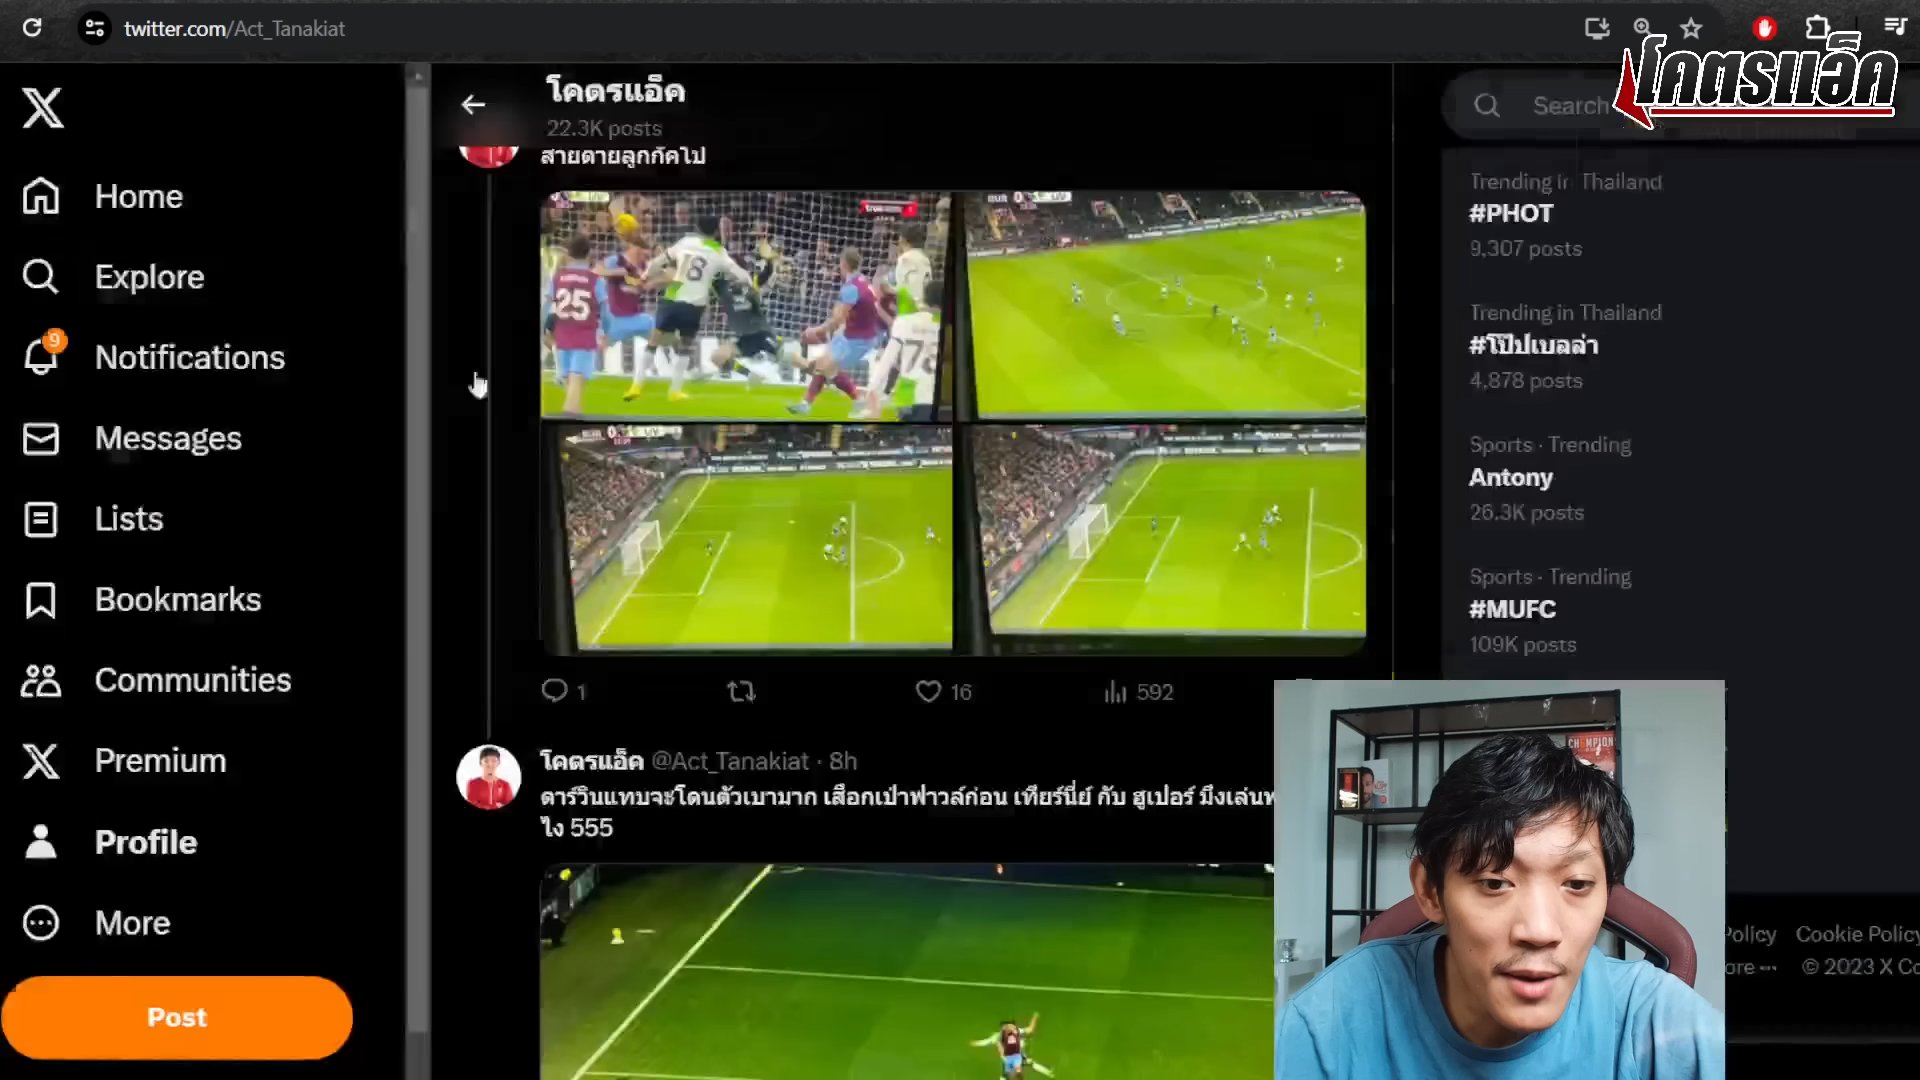 twitter.com/Act_Tanakiat
โคตรแอ็ค
Home
Explore
9
Notifications
Messages
Lists
Bookmarks
Communities
Premium
Profile
More
Post
โคตรแอ็ค
22.3K posts
สายตายลูกกัคโป
25
18
78
1
16
592
โคตรแอ็ค @Act_Tanakiat · 8h
ดาร์วินแทบจะโดนตัวเบามาก เสือกเป่าฟาวล์ก่อน เทียร์นี่ย์ กับ ฮูเปอร์ มึงเล่น
ไง 555
Search
Trending in Thailand
#PHOT
9,307 posts
Trending in Thailand
#โป๊ปเบลล่า
4,878 posts
Sports · Trending
Antony
26.3K posts
Sports · Trending
#MUFC
109K posts
CHAMPIONS
Policy Cookie Policy
© 2023 X Co